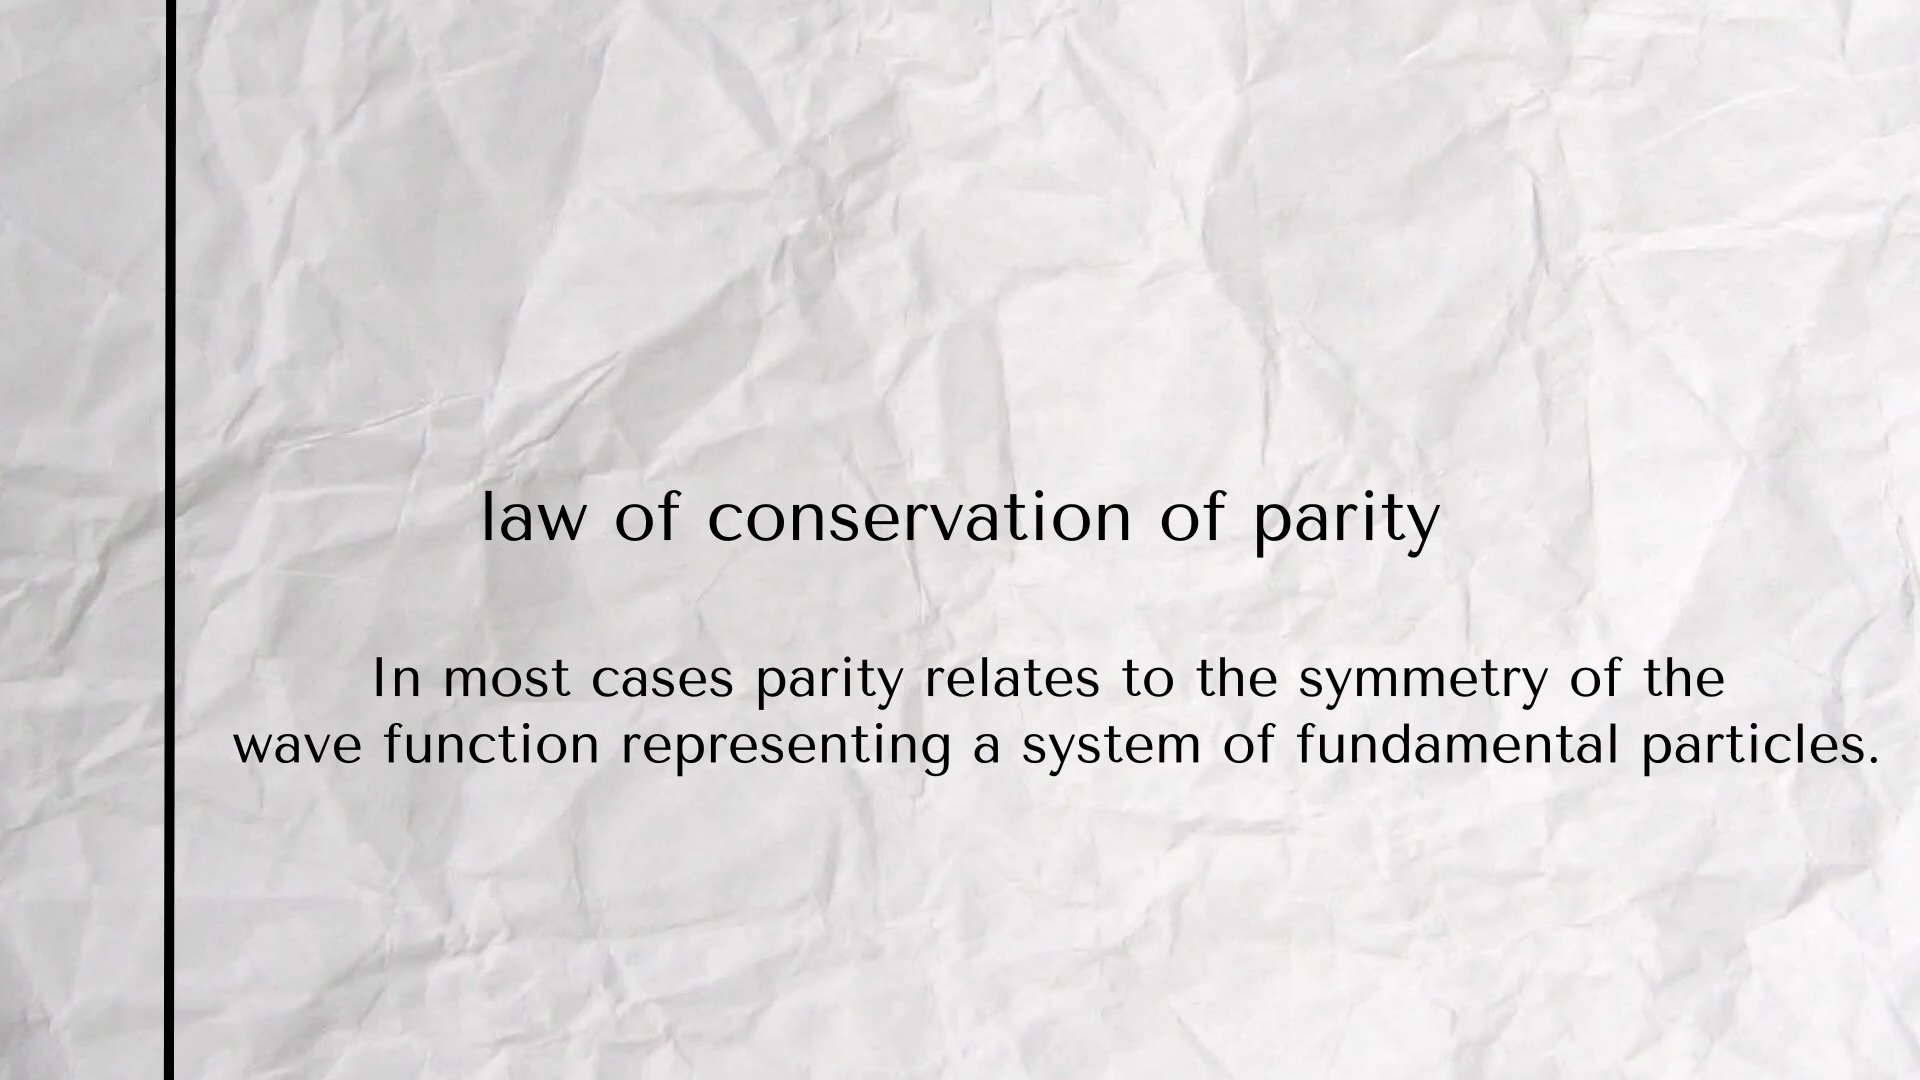 law of conservation of parity
In most cases parity relates to the symmetry of the
wave function representing a system of fundamental particles.